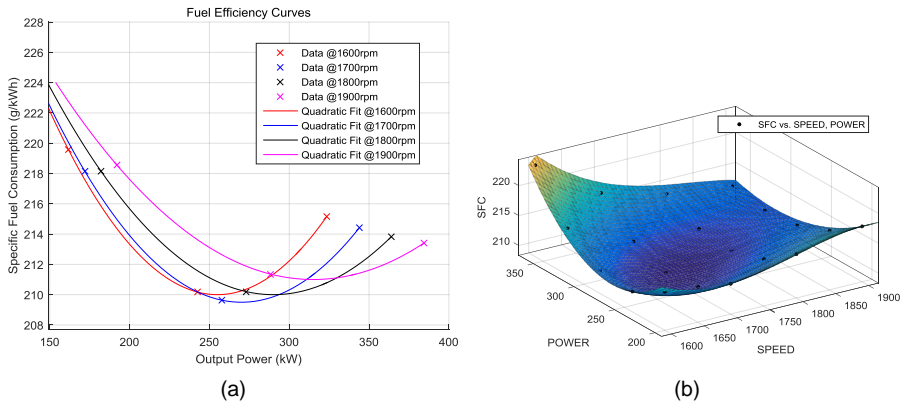 Fuel Efficiency Curves
228
226
224
222
220
218
216
214
212
210
208
150
200
250
300
350
400
Specific Fuel Consumption (g/kWh)
Output Power (kW)
Data @1600rpm
Data @1700rpm
Data @1800rpm
Data @1900rpm
Quadratic Fit @1600rpm
Quadratic Fit @1700rpm
Quadratic Fit @1800rpm
Quadratic Fit @1900rpm
(a)
SFC vs. SPEED, POWER
SFC
220
215
210
350
300
250
200
POWER
1600
1650
1700
1750
1800
1850
1900
SPEED
(b)